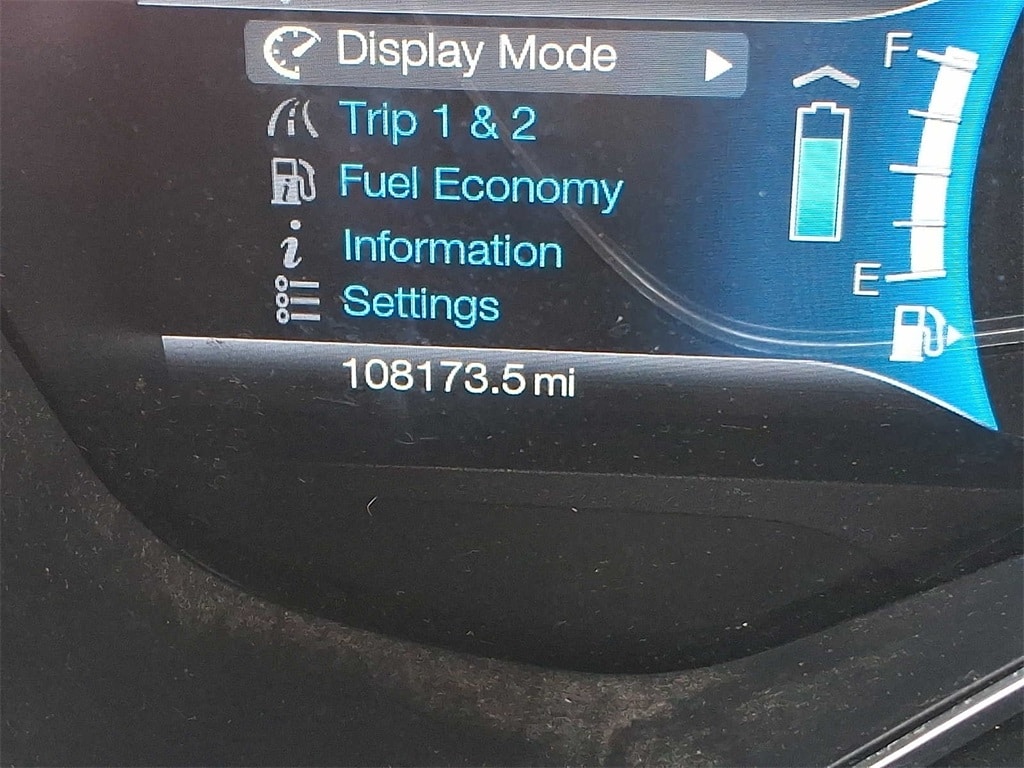 Display Mode
Trip 1 & 2
Fuel Economy
Information
Settings
108173.5 mi
F
E